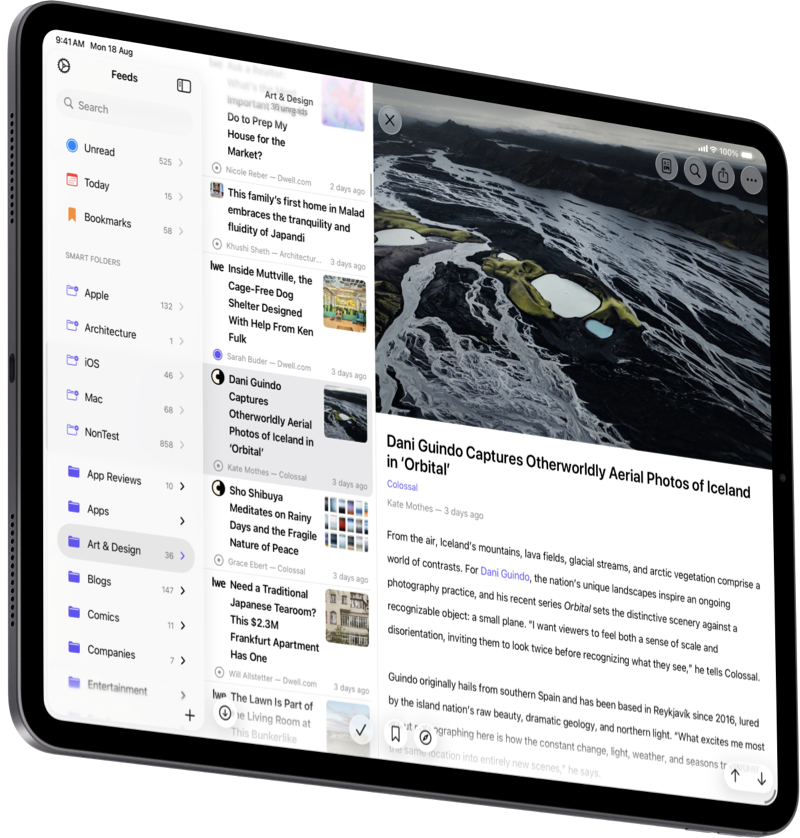 9:41 AM Mon 18 Aug
Feeds
Search
Unread 525
Today 15
Bookmarks 58
SMART FOLDERS
Apple 132
Architecture 1
iOS 46
Mac 68
NonTest 858
App Reviews 10
Apps
Art & Design 36
Blogs 147
Comics 11
Companies 7
Entertainment
Art & Design
Do to Prep My
House for the
Market?
Nicole Reber — Dwell.com 2 days ago
This family's first home in Malad
embraces the tranquility and
fluidity of Japandi
Khushi Sheth — Architectur... 3 days ago
Inside Muttville, the
Cage-Free Dog
Shelter Designed
With Help From Ken
Fulk
Sarah Buder — Dwell.com 3 days ago
Dani Guindo
Captures
Otherworldly Aerial
Photos of Iceland in
‘Orbital’
Kate Mothes — Colossal 3 days ago
Sho Shibuya
Meditates on Rainy
Days and the Fragile
Nature of Peace
Grace Ebert — Colossal 3 days ago
Need a Traditional
Japanese Tearoom?
This $2.3M
Frankfurt Apartment
Has One
Will Allstetter — Dwell.com 3 days ago
The Lawn Is Part of
the Living Room at
This Bunkerlike
100%
Dani Guindo Captures Otherworldly Aerial Photos of Iceland
in ‘Orbital’
Colossal
Kate Mothes — 3 days ago
From the air, Iceland's mountains, lava fields, glacial streams, and arctic vegetation comprise a
world of contrasts. For Dani Guindo, the nation's unique landscapes inspire an ongoing
photography practice, and his recent series Orbital sets the distinctive scenery against a
recognizable object: a small plane. “I want viewers to feel both a sense of scale and
disorientation, inviting them to look twice before recognizing what they see,” he tells Colossal.
Guindo originally hails from southern Spain and has been based in Reykjavík since 2016, lured
by the island nation's raw beauty, dramatic geology, and northern light. “What excites me most
photographing here is how the constant change, light, weather, and seasons
the same location into entirely new scenes,” he says.